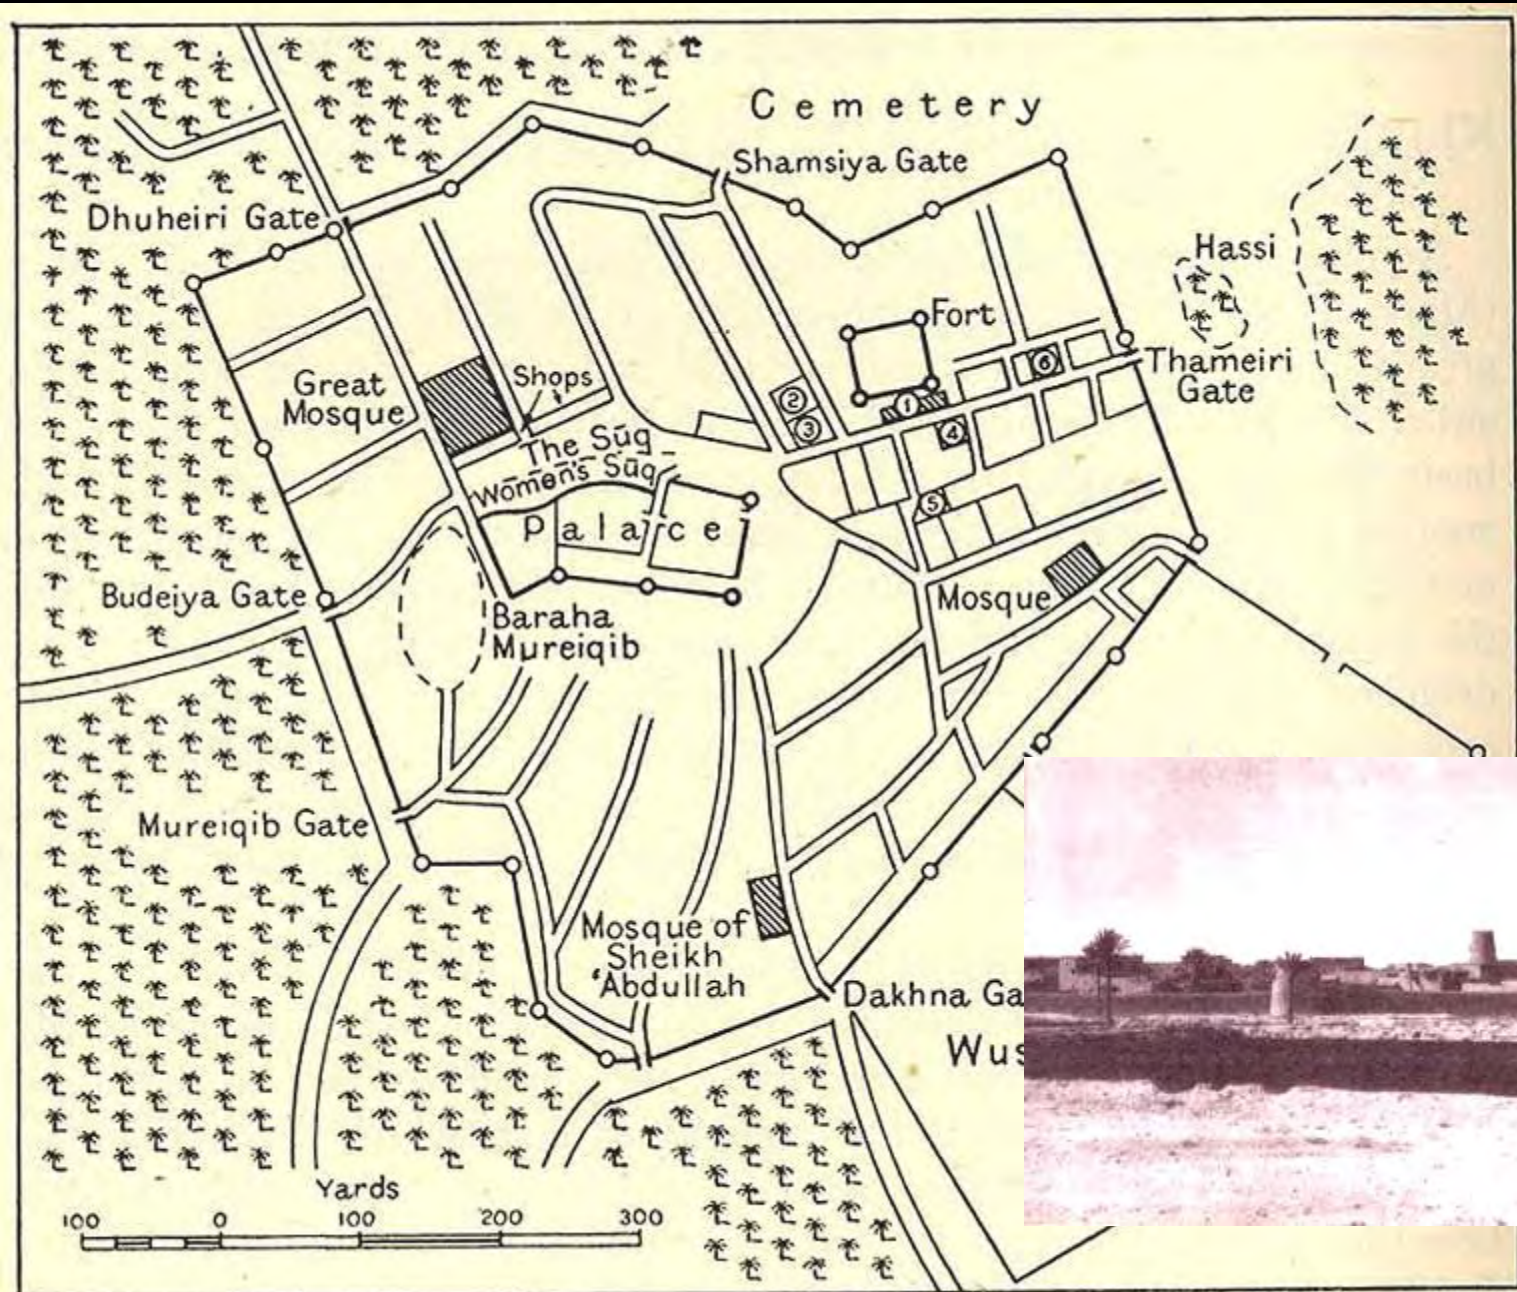 Cemetery
Shamsiya Gate
Dhuheiri Gate
Hassi
Fort
Thameiri
Gate
⑥
Great
Mosque
Shops
①
②
③
④
The Sūq
Women's Sūq
⑤
Palace
Budeiya Gate
Mosque
Baraha
Mureiqib
Mureiqib Gate
Mosque of
Sheikh
'Abdullah
Dakhna Ga
Wus
Yards
100 0 100 200 300